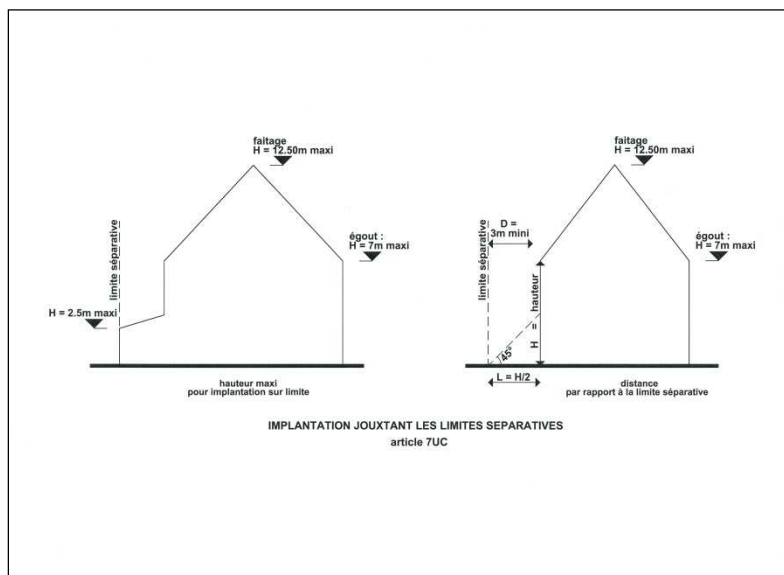 faitage
H = 12.50m maxi
limite séparative
égout :
H = 7m maxi
H = 2.5m maxi
hauteur maxi
pour implantation sur limite
faitage
H = 12.50m maxi
D =
3m mini
limite séparative
égout :
H = 7m maxi
H = hauteur
45°
L = H/2
distance
par rapport à la limite séparative
IMPLANTATION JOUXTANT LES LIMITES SEPARATIVES
article 7UC